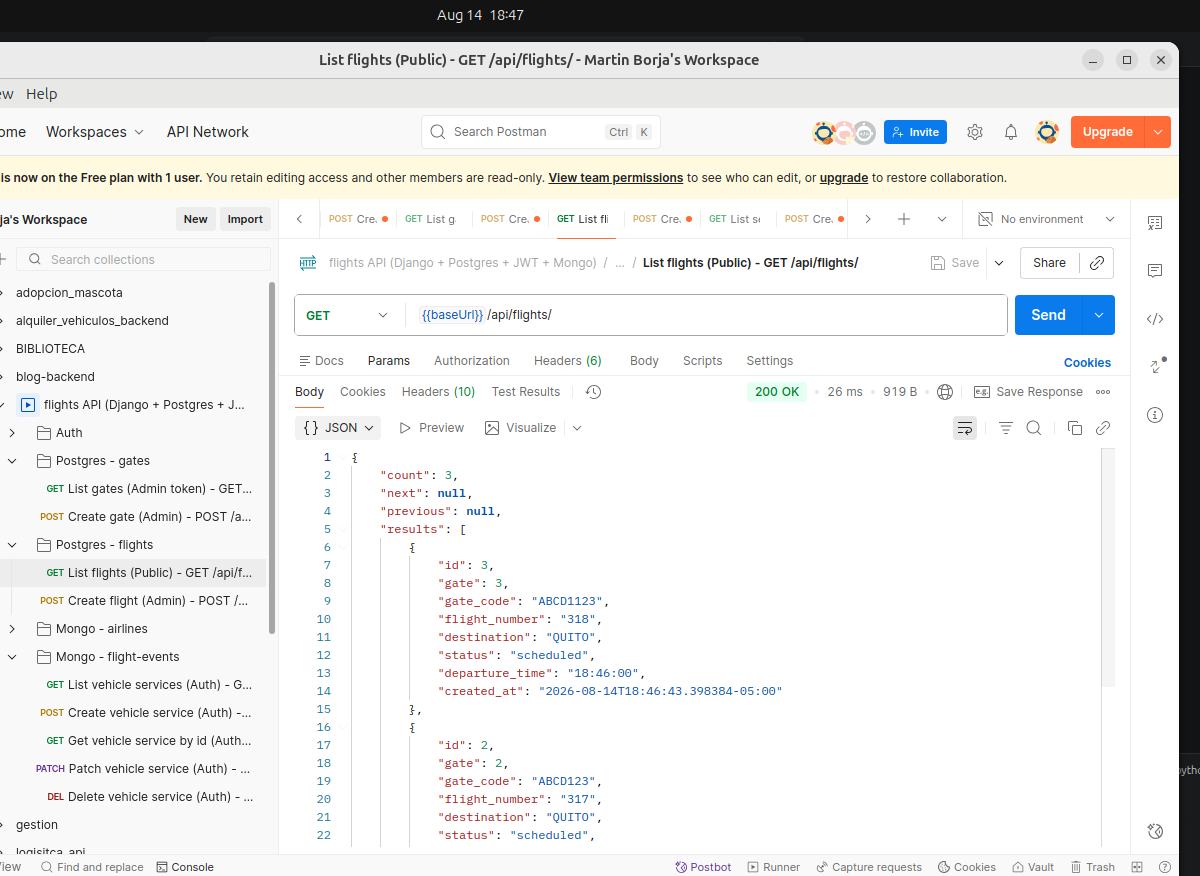 Aug 14 18:47
List flights (Public) - GET /api/flights/ - Martin Borja's Workspace
ew Help
ome Workspaces API Network Search Postman Ctrl K Invite Upgrade
is now on the Free plan with 1 user. You retain editing access and other members are read-only. View team permissions to see who can edit, or upgrade to restore collaboration.
ja's Workspace New Import
Search collections
adopcion_mascota
alquiler_vehiculos_backend
BIBLIOTECA
blog-backend
flights API (Django + Postgres + J...
Auth
Postgres - gates
GET List gates (Admin token) - GET...
POST Create gate (Admin) - POST /a...
Postgres - flights
GET List flights (Public) - GET /api/f...
POST Create flight (Admin) - POST /...
Mongo - airlines
Mongo - flight-events
GET List vehicle services (Auth) - G...
POST Create vehicle service (Auth) -...
GET Get vehicle service by id (Auth...
PATCH Patch vehicle service (Auth) - ...
DEL Delete vehicle service (Auth) - ...
gestion
logisitca_api
POST Cre. GET List g POST Cre. GET List fli POST Cre. GET List se POST Cre. No environment
HTTP flights API (Django + Postgres + JWT + Mongo) / ... / List flights (Public) - GET /api/flights/ Save Share
GET {{baseUrl}} /api/flights/ Send
Docs Params Authorization Headers (6) Body Scripts Settings Cookies
Body Cookies Headers (10) Test Results 200 OK 26 ms 919 B e.g. Save Response
{} JSON Preview Visualize
1 {
2 "count": 3,
3 "next": null,
4 "previous": null,
5 "results": [
6 {
7 "id": 3,
8 "gate": 3,
9 "gate_code": "ABCD1123",
10 "flight_number": "318",
11 "destination": "QUITO",
12 "status": "scheduled",
13 "departure_time": "18:46:00",
14 "created_at": "2026-08-14T18:46:43.398384-05:00"
15 },
16 {
17 "id": 2,
18 "gate": 2,
19 "gate_code": "ABCD123",
20 "flight_number": "317",
21 "destination": "QUITO",
22 "status": "scheduled",
ytho
View Find and replace Console Postbot Runner Capture requests Cookies Vault Trash